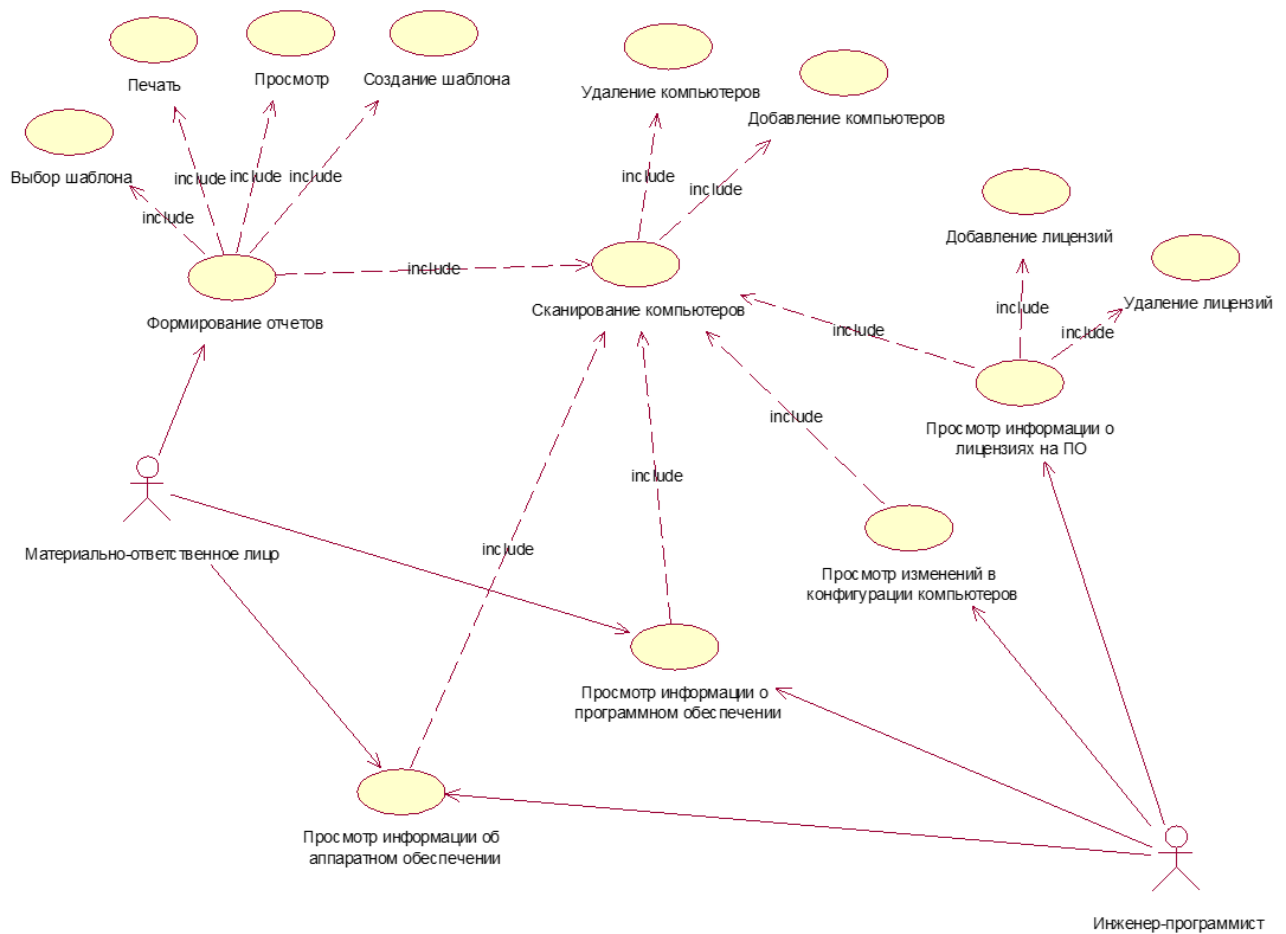 Печать
Просмотр
Создание шаблона
Удаление компьютеров
Добавление компьютеров
Выбор шаблона
include
include
include
include
include
include
Добавление лицензий
Удаление лицензий
include
Формирование отчетов
Сканирование компьютеров
include
include
include
Просмотр информации о
лицензиях на ПО
include
include
include
Материально-ответственное лицо
Просмотр изменений в
конфигурации компьютеров
Просмотр информации о
программном обеспечении
Просмотр информации об
аппаратном обеспечении
Инженер-программист